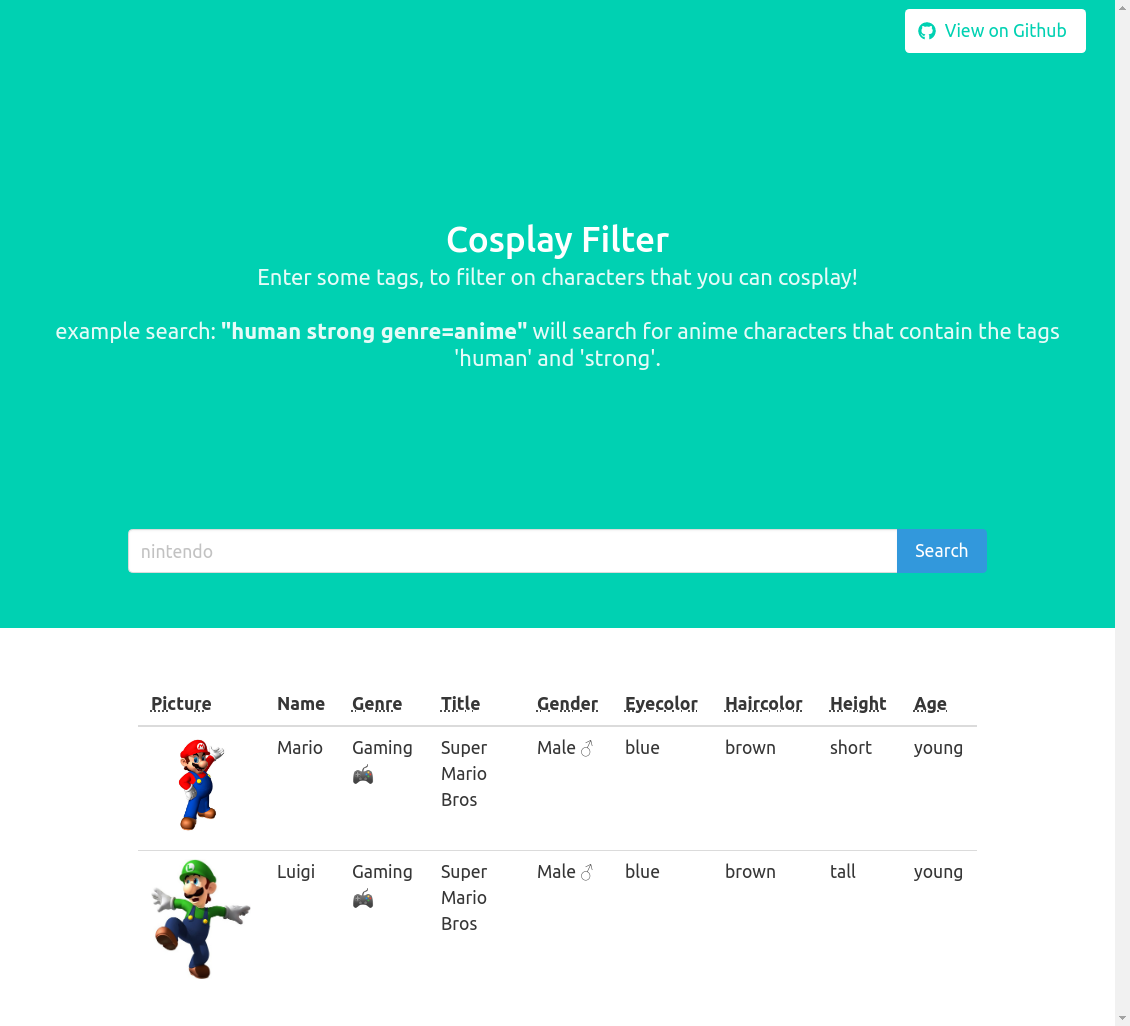 View on Github
Cosplay Filter
Enter some tags, to filter on characters that you can cosplay!
example search: "human strong genre=anime" will search for anime characters that contain the tags
'human' and 'strong'.
nintendo
Search
Picture Name Genre Title Gender Eyecolor Haircolor Height Age
Mario Gaming 🎮 Super Mario Bros Male ♂ blue brown short young
Luigi Gaming 🎮 Super Mario Bros Male ♂ blue brown tall young